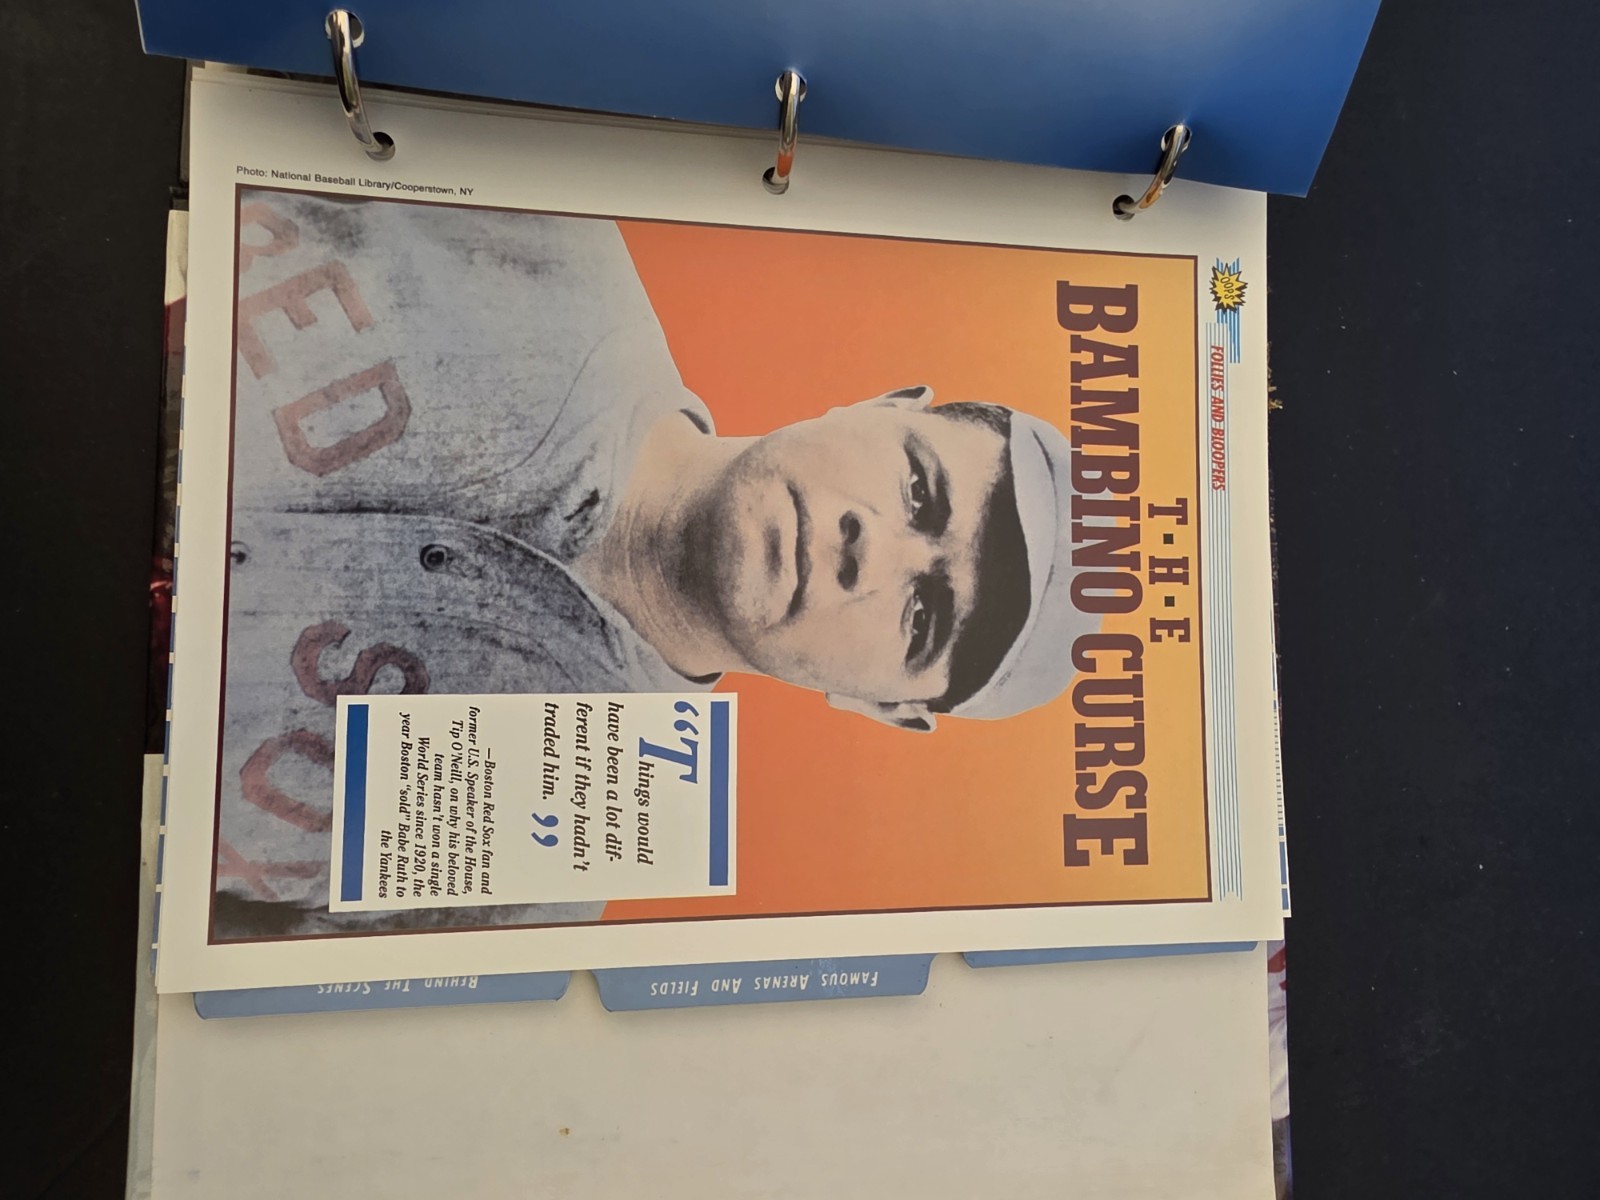 OOPS
FOLLIES AND BLOOPERS
T·H·E
BAMBINO CURSE
RED SOX
“Things would
have been a lot dif-
ferent if they hadn't
traded him. ”
—Boston Red Sox fan and
former U.S. Speaker of the House,
Tip O'Neill, on why his beloved
team hasn't won a single
World Series since 1920, the
year Boston “sold” Babe Ruth to
the Yankees
Photo: National Baseball Library/Cooperstown, NY
FAMOUS ARENAS AND FIELDS
BEHIND THE SCENES